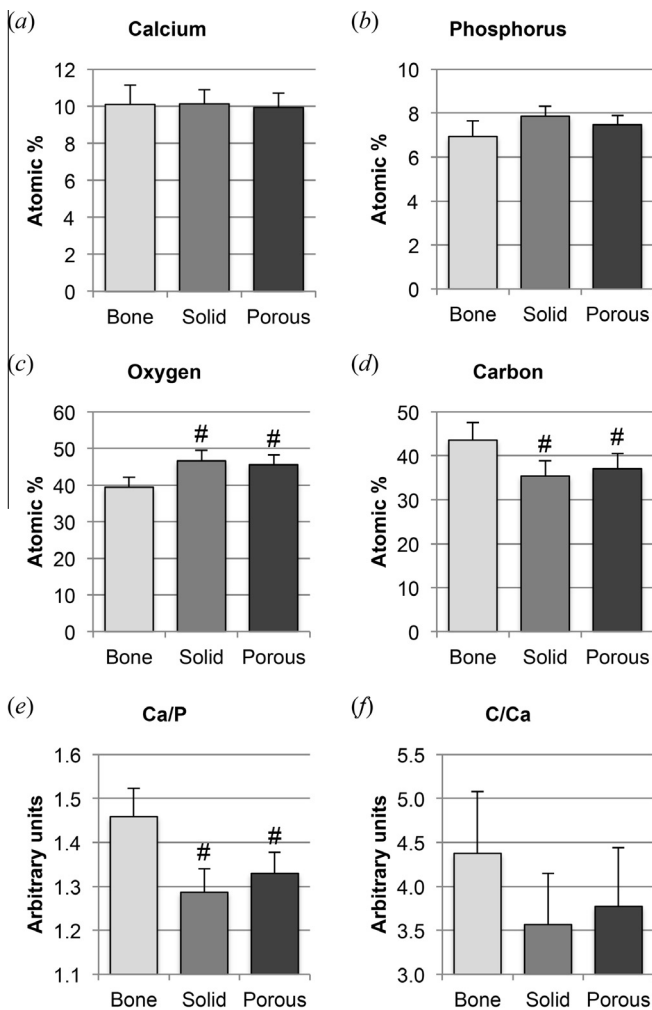 (a) Calcium
Atomic %
12
10
8
6
4
2
0
Bone Solid Porous
(b) Phosphorus
Atomic %
10
8
6
4
2
0
Bone Solid Porous
(c) Oxygen
Atomic %
60
50
40
30
20
10
0
# #
Bone Solid Porous
(d) Carbon
Atomic %
50
40
30
20
10
0
# #
Bone Solid Porous
(e) Ca/P
Arbitrary units
1.6
1.5
1.4
1.3
1.2
1.1
# #
Bone Solid Porous
(f) C/Ca
Arbitrary units
5.5
5.0
4.5
4.0
3.5
3.0
Bone Solid Porous